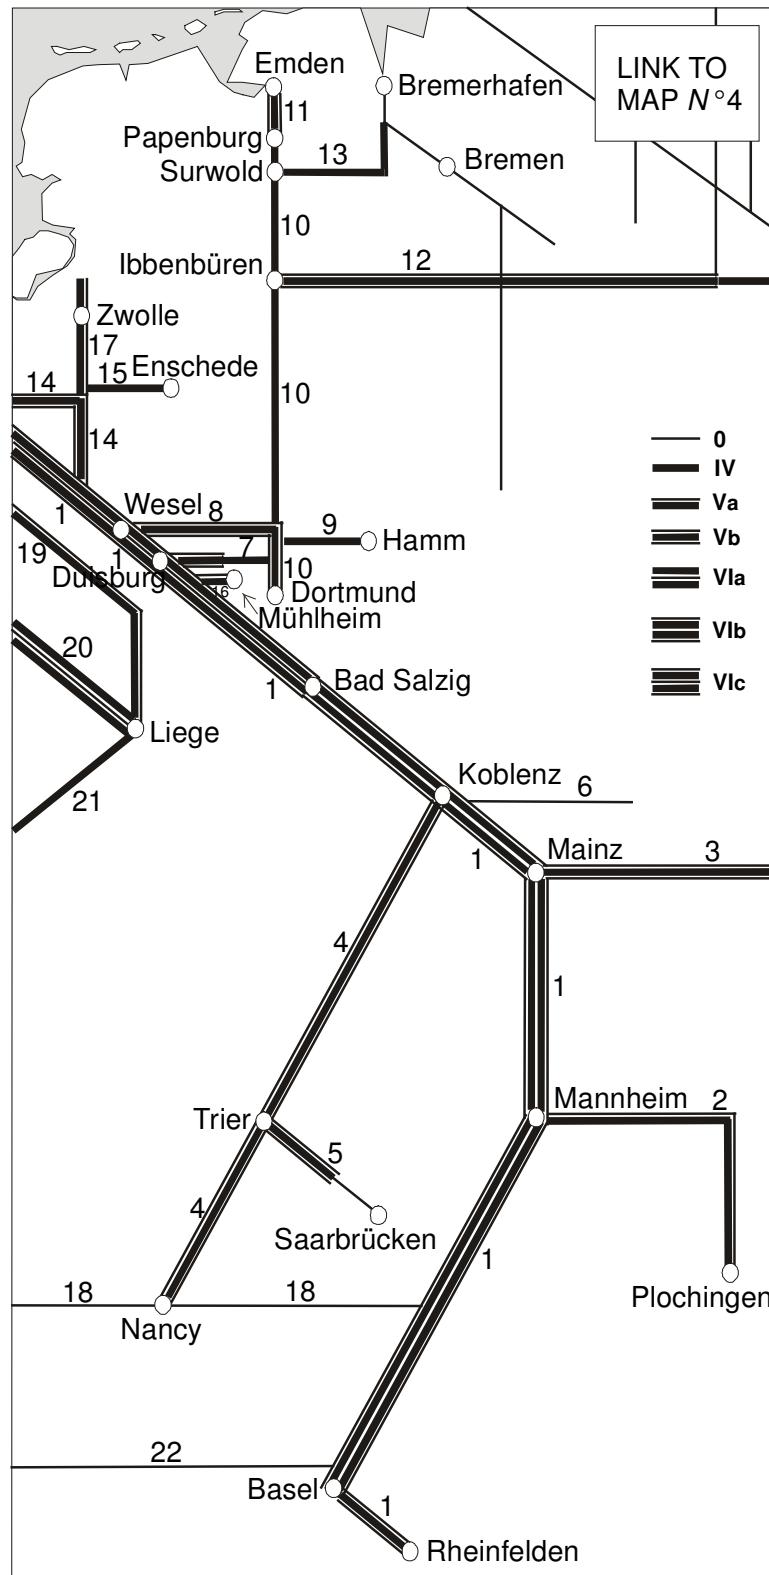 Emden
Bremerhafen
LINK TO
MAP N°4
11
Papenburg
13
Bremen
Surwold
10
Ibbenbüren
12
Zwolle
17
15
Enschede
14
10
14
0
IV
Va
Vb
VIa
VIb
VIc
Wesel
8
1
9
Hamm
19
1
7
Duisburg
10
16
Dortmund
Mühlheim
20
1
Bad Salzig
Liege
21
Koblenz
6
1
Mainz
3
4
1
Mannheim
2
Trier
5
4
Saarbrücken
1
18
18
Plochingen
Nancy
22
Basel
1
Rheinfelden